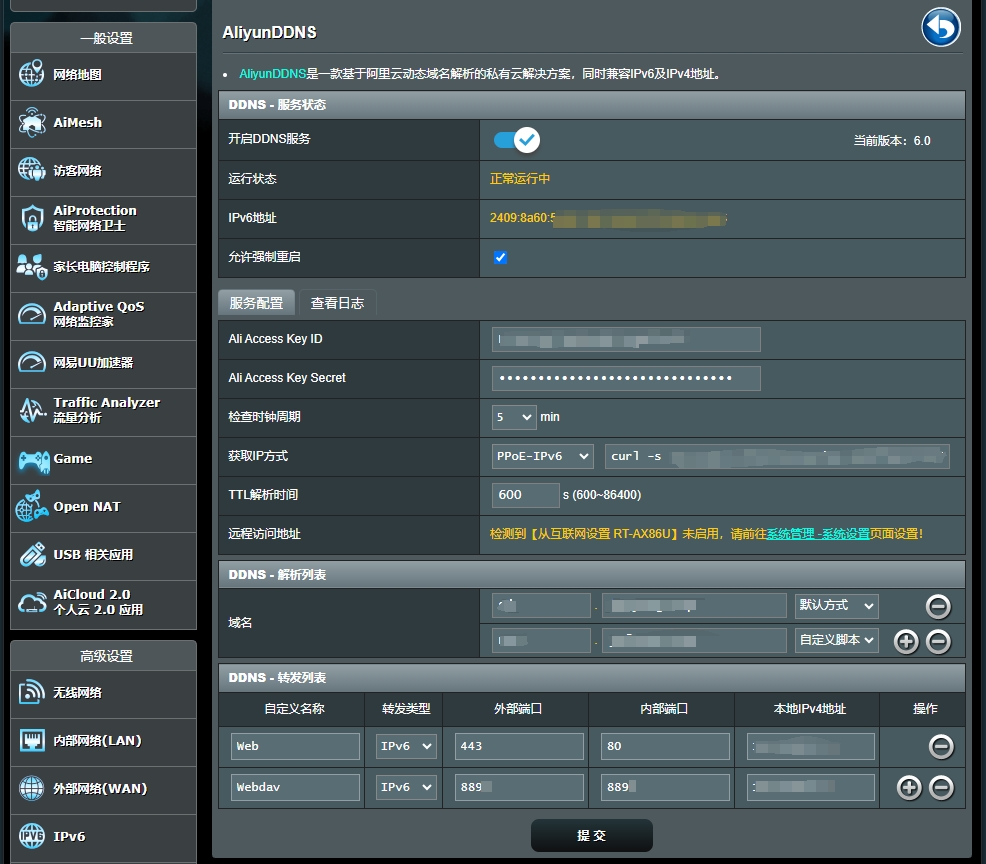 一般设置
网络地图
AiMesh
访客网络
AiProtection
智能网络卫士
家长电脑控制程序
Adaptive QoS
网络监控家
网易UU加速器
Traffic Analyzer
流量分析
Game
Open NAT
USB 相关应用
AiCloud 2.0
个人云 2.0 应用
高级设置
无线网络
内部网络(LAN)
外部网络(WAN)
IPv6
AliyunDDNS
AliyunDDNS是一款基于阿里云动态域名解析的私有云解决方案，同时兼容IPv6及IPv4地址。
DDNS - 服务状态
开启DDNS服务 当前版本：6.0
运行状态 正常运行中
IPv6地址 2409:8a60:5
允许强制重启
服务配置 查看日志
Ali Access Key ID
Ali Access Key Secret
检查时钟周期 5 min
获取IP方式 PPoE-IPv6 curl -s
TTL解析时间 600 s (600~86400)
远程访问地址 检测到【从互联网设置 RT-AX86U】未启用，请前往系统管理 -系统设置页面设置！
DDNS - 解析列表
域名 . 默认方式
. 自定义脚本
DDNS - 转发列表
自定义名称 转发类型 外部端口 内部端口 本地IPv4地址 操作
Web IPv6 443 80
Webdav IPv6 889 889
提 交